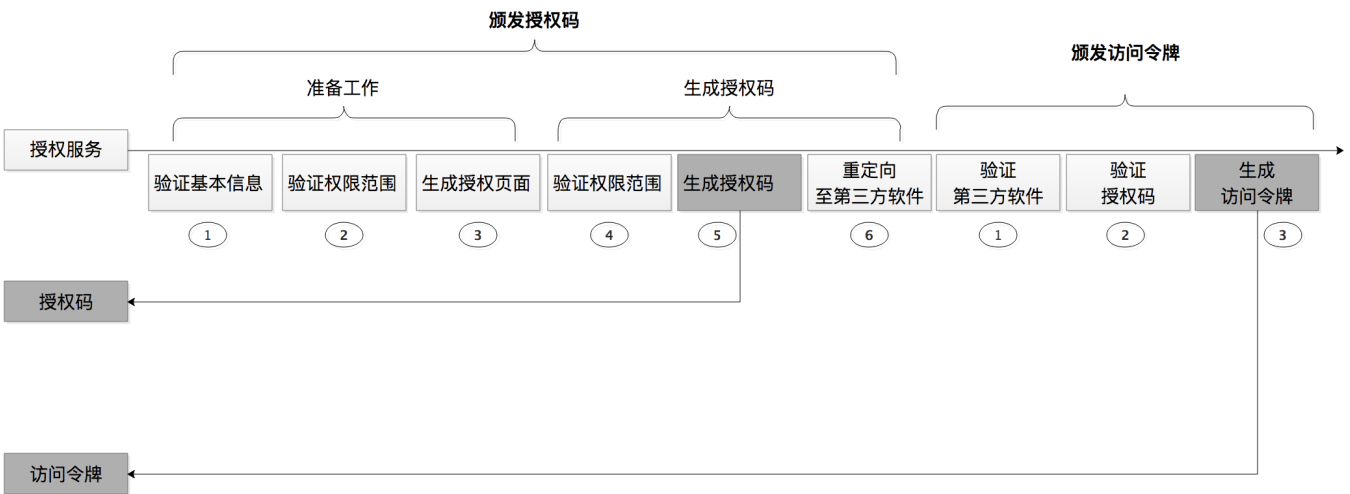 颁发授权码
颁发访问令牌
准备工作
生成授权码
授权服务
验证基本信息
验证权限范围
生成授权页面
验证权限范围
生成授权码
重定向
至第三方软件
验证
第三方软件
验证
授权码
生成
访问令牌
1
2
3
4
5
6
1
2
3
授权码
访问令牌